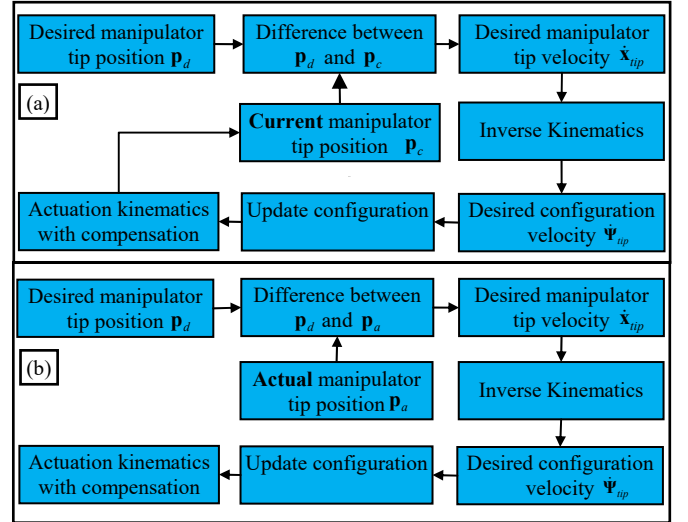 Desired manipulator
tip position p_d
Difference between
p_d and p_c
Desired manipulator
tip velocity ẋ_tip
(a)
Current manipulator
tip position p_c
Inverse Kinematics
Actuation kinematics
with compensation
Update configuration
Desired configuration
velocity Ψ̇_tip
Desired manipulator
tip position p_d
Difference between
p_d and p_a
Desired manipulator
tip velocity ẋ_tip
(b)
Actual manipulator
tip position p_a
Inverse Kinematics
Actuation kinematics
with compensation
Update configuration
Desired configuration
velocity Ψ̇_tip